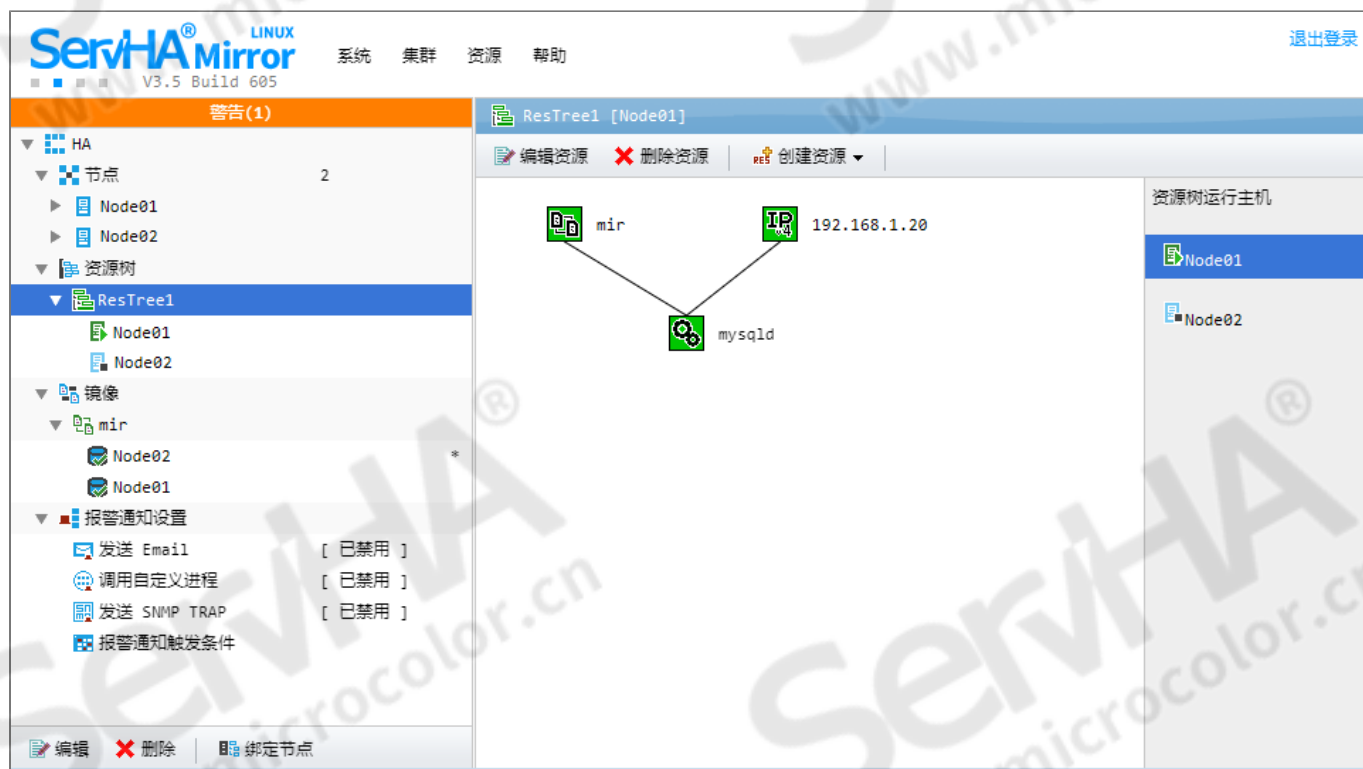 ServHA® Mirror LINUX
V3.5 Build 605
系统 集群 资源 帮助
退出登录
警告(1)
HA
节点 2
Node01
Node02
资源树
ResTree1
Node01
Node02
镜像
mir
Node02 *
Node01
报警通知设置
发送 Email [ 已禁用 ]
调用自定义进程 [ 已禁用 ]
发送 SNMP TRAP [ 已禁用 ]
报警通知触发条件
编辑 删除 绑定节点
ResTree1 [Node01]
编辑资源 删除资源 RES 创建资源
mir
IP v4 192.168.1.20
mysqld
资源树运行主机
Node01
Node02
ServHA®
www.microcolor.cn